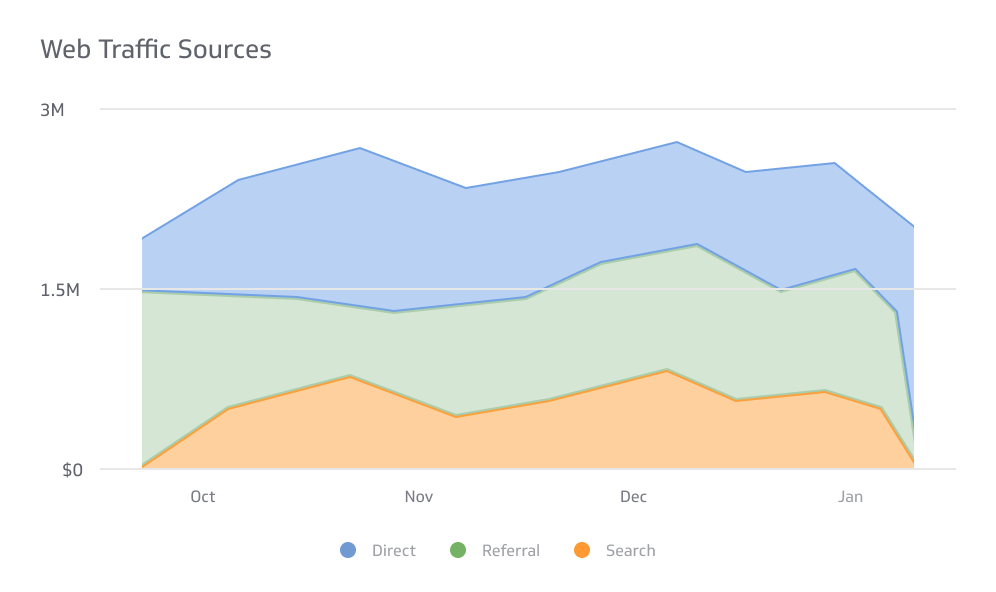 Web Traffic Sources
3M
1.5M
$0
Oct Nov Dec Jan
Direct Referral Search